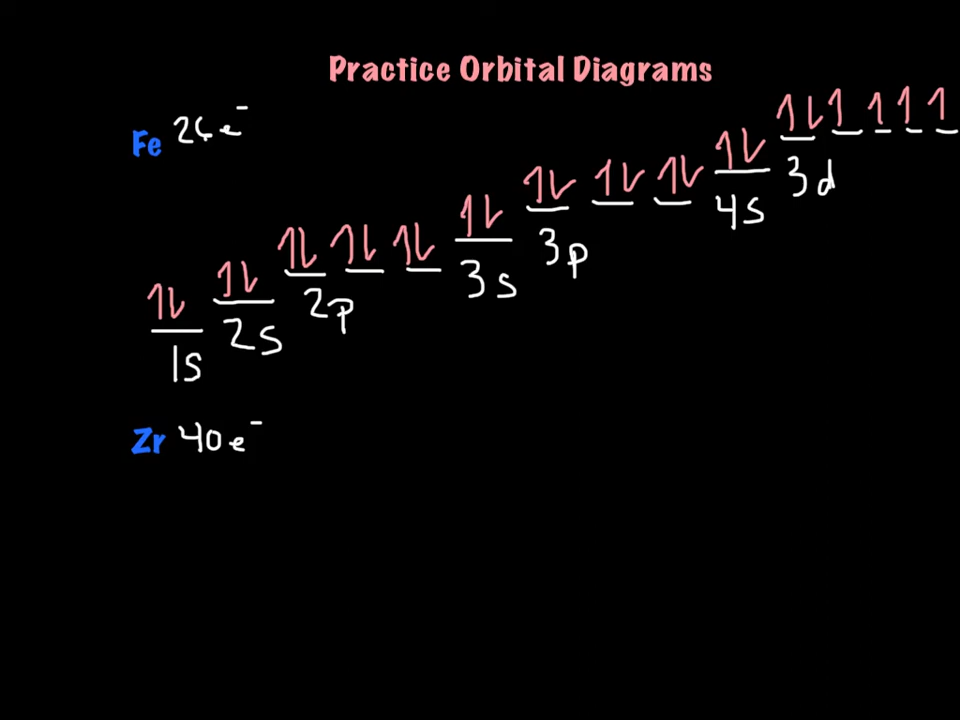 Practice Orbital Diagrams
Fe 26e⁻
1s 2s 2p 3s 3p 4s 3d
Zr 40e⁻